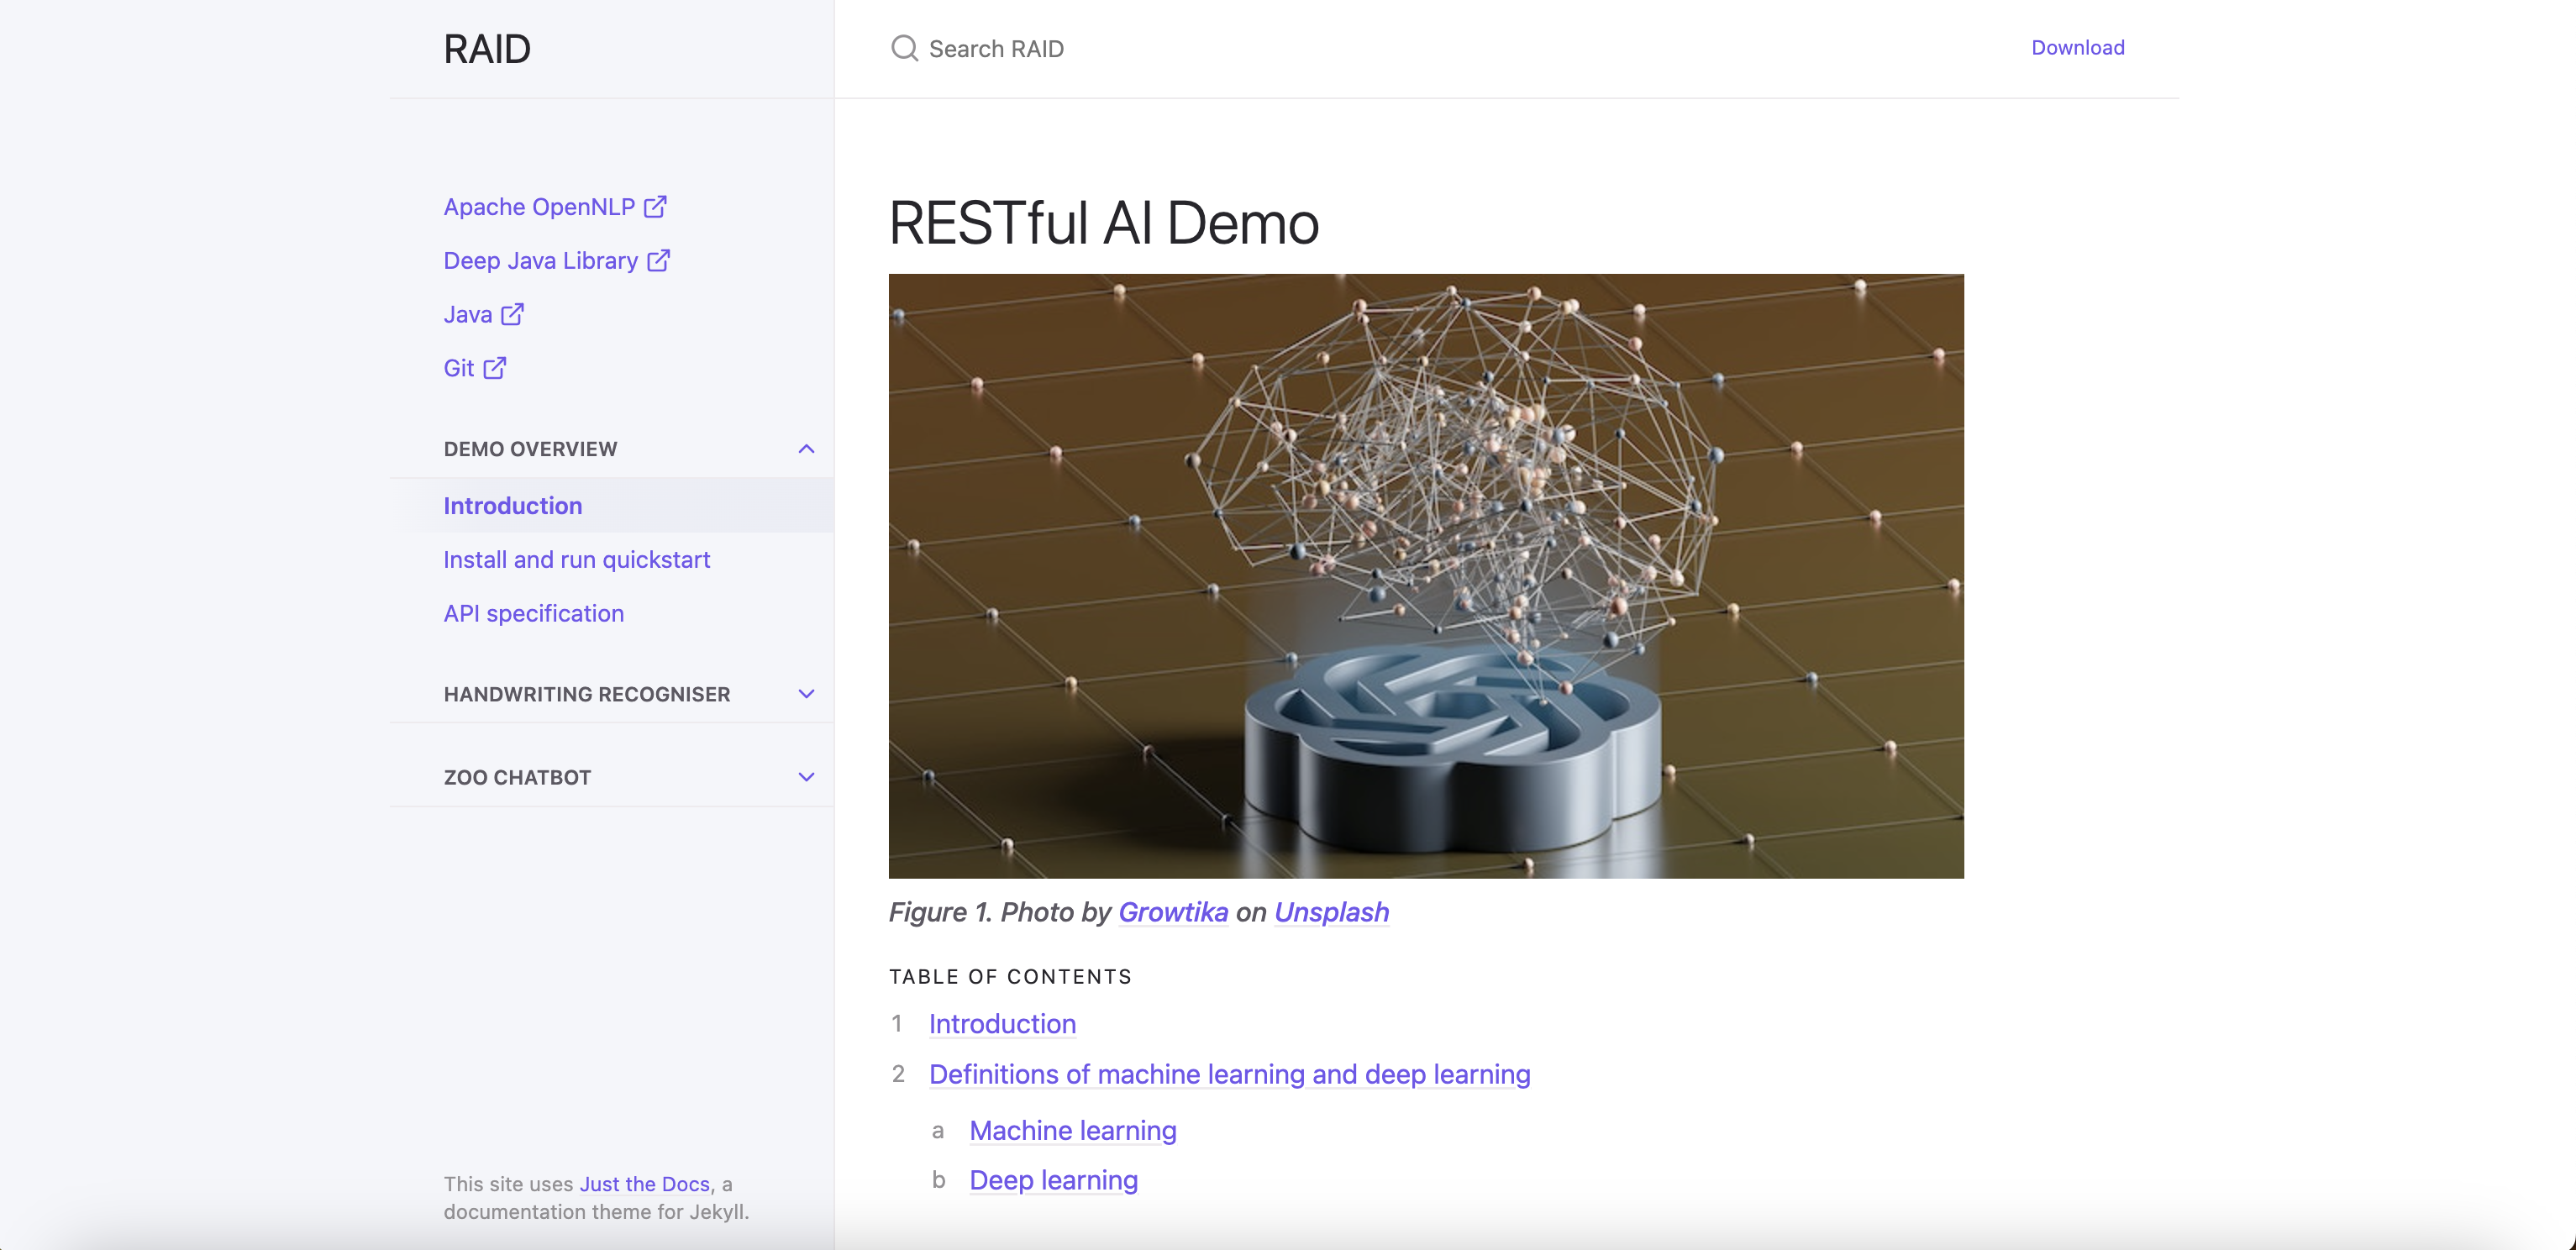 RAID
Search RAID
Download
Apache OpenNLP
Deep Java Library
Java
Git
DEMO OVERVIEW
Introduction
Install and run quickstart
API specification
HANDWRITING RECOGNISER
ZOO CHATBOT
This site uses Just the Docs, a
documentation theme for Jekyll.
RESTful AI Demo
Figure 1. Photo by Growtika on Unsplash
TABLE OF CONTENTS
1 Introduction
2 Definitions of machine learning and deep learning
a Machine learning
b Deep learning